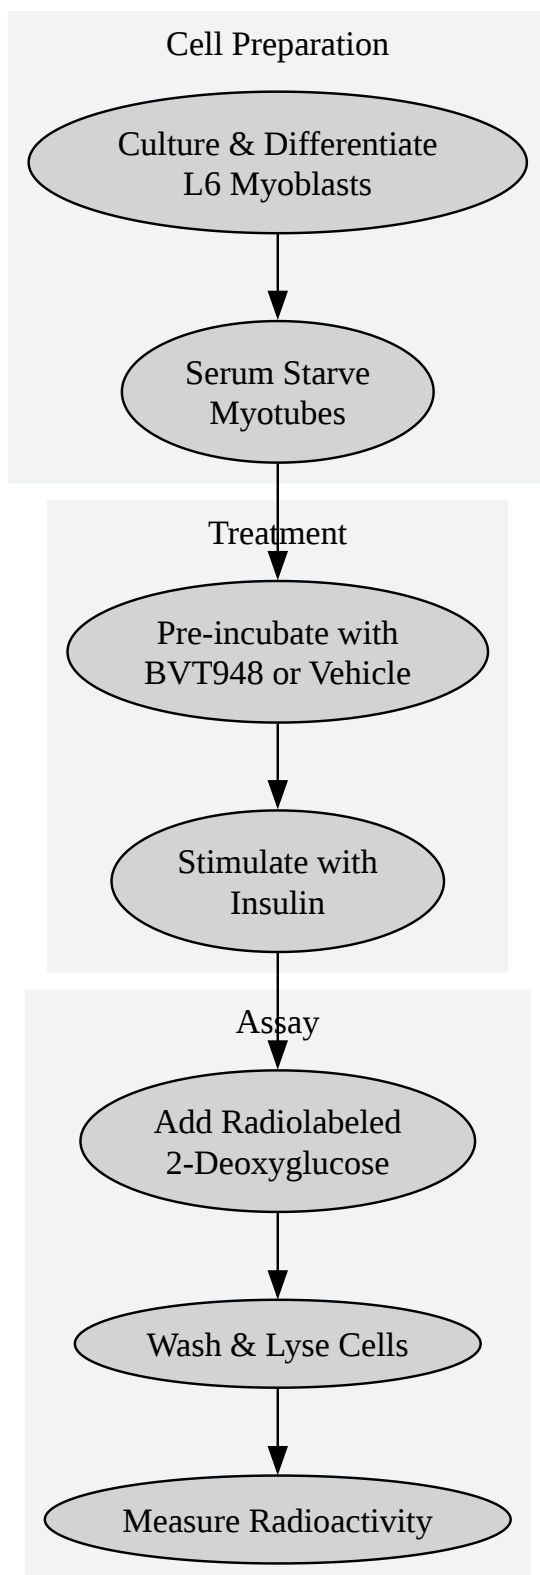 Cell Preparation
Culture & Differentiate
L6 Myoblasts
Serum Starve
Myotubes
Treatment
Pre-incubate with
BVT948 or Vehicle
Stimulate with
Insulin
Assay
Add Radiolabeled
2-Deoxyglucose
Wash & Lyse Cells
Measure Radioactivity